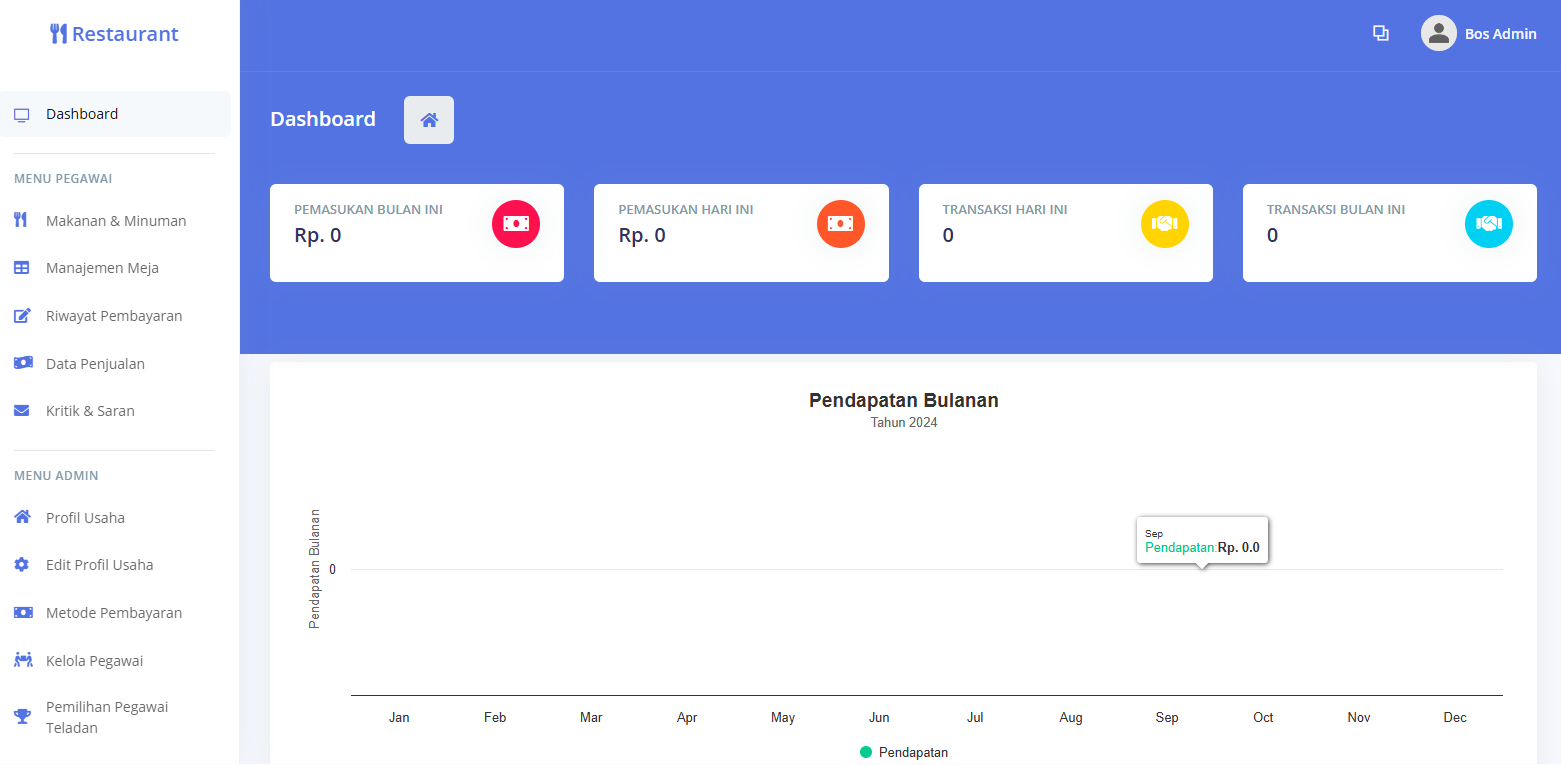 Restaurant
Dashboard
MENU PEGAWAI
Makanan & Minuman
Manajemen Meja
Riwayat Pembayaran
Data Penjualan
Kritik & Saran
MENU ADMIN
Profil Usaha
Edit Profil Usaha
Metode Pembayaran
Kelola Pegawai
Pemilihan Pegawai
Teladan
Bos Admin
Dashboard
PEMASUKAN BULAN INI
Rp. 0
PEMASUKAN HARI INI
Rp. 0
TRANSAKSI HARI INI
0
TRANSAKSI BULAN INI
0
Pendapatan Bulanan
Tahun 2024
Pendapatan Bulanan
0
Sep
Pendapatan:Rp. 0.0
Jan Feb Mar Apr May Jun Jul Aug Sep Oct Nov Dec
Pendapatan